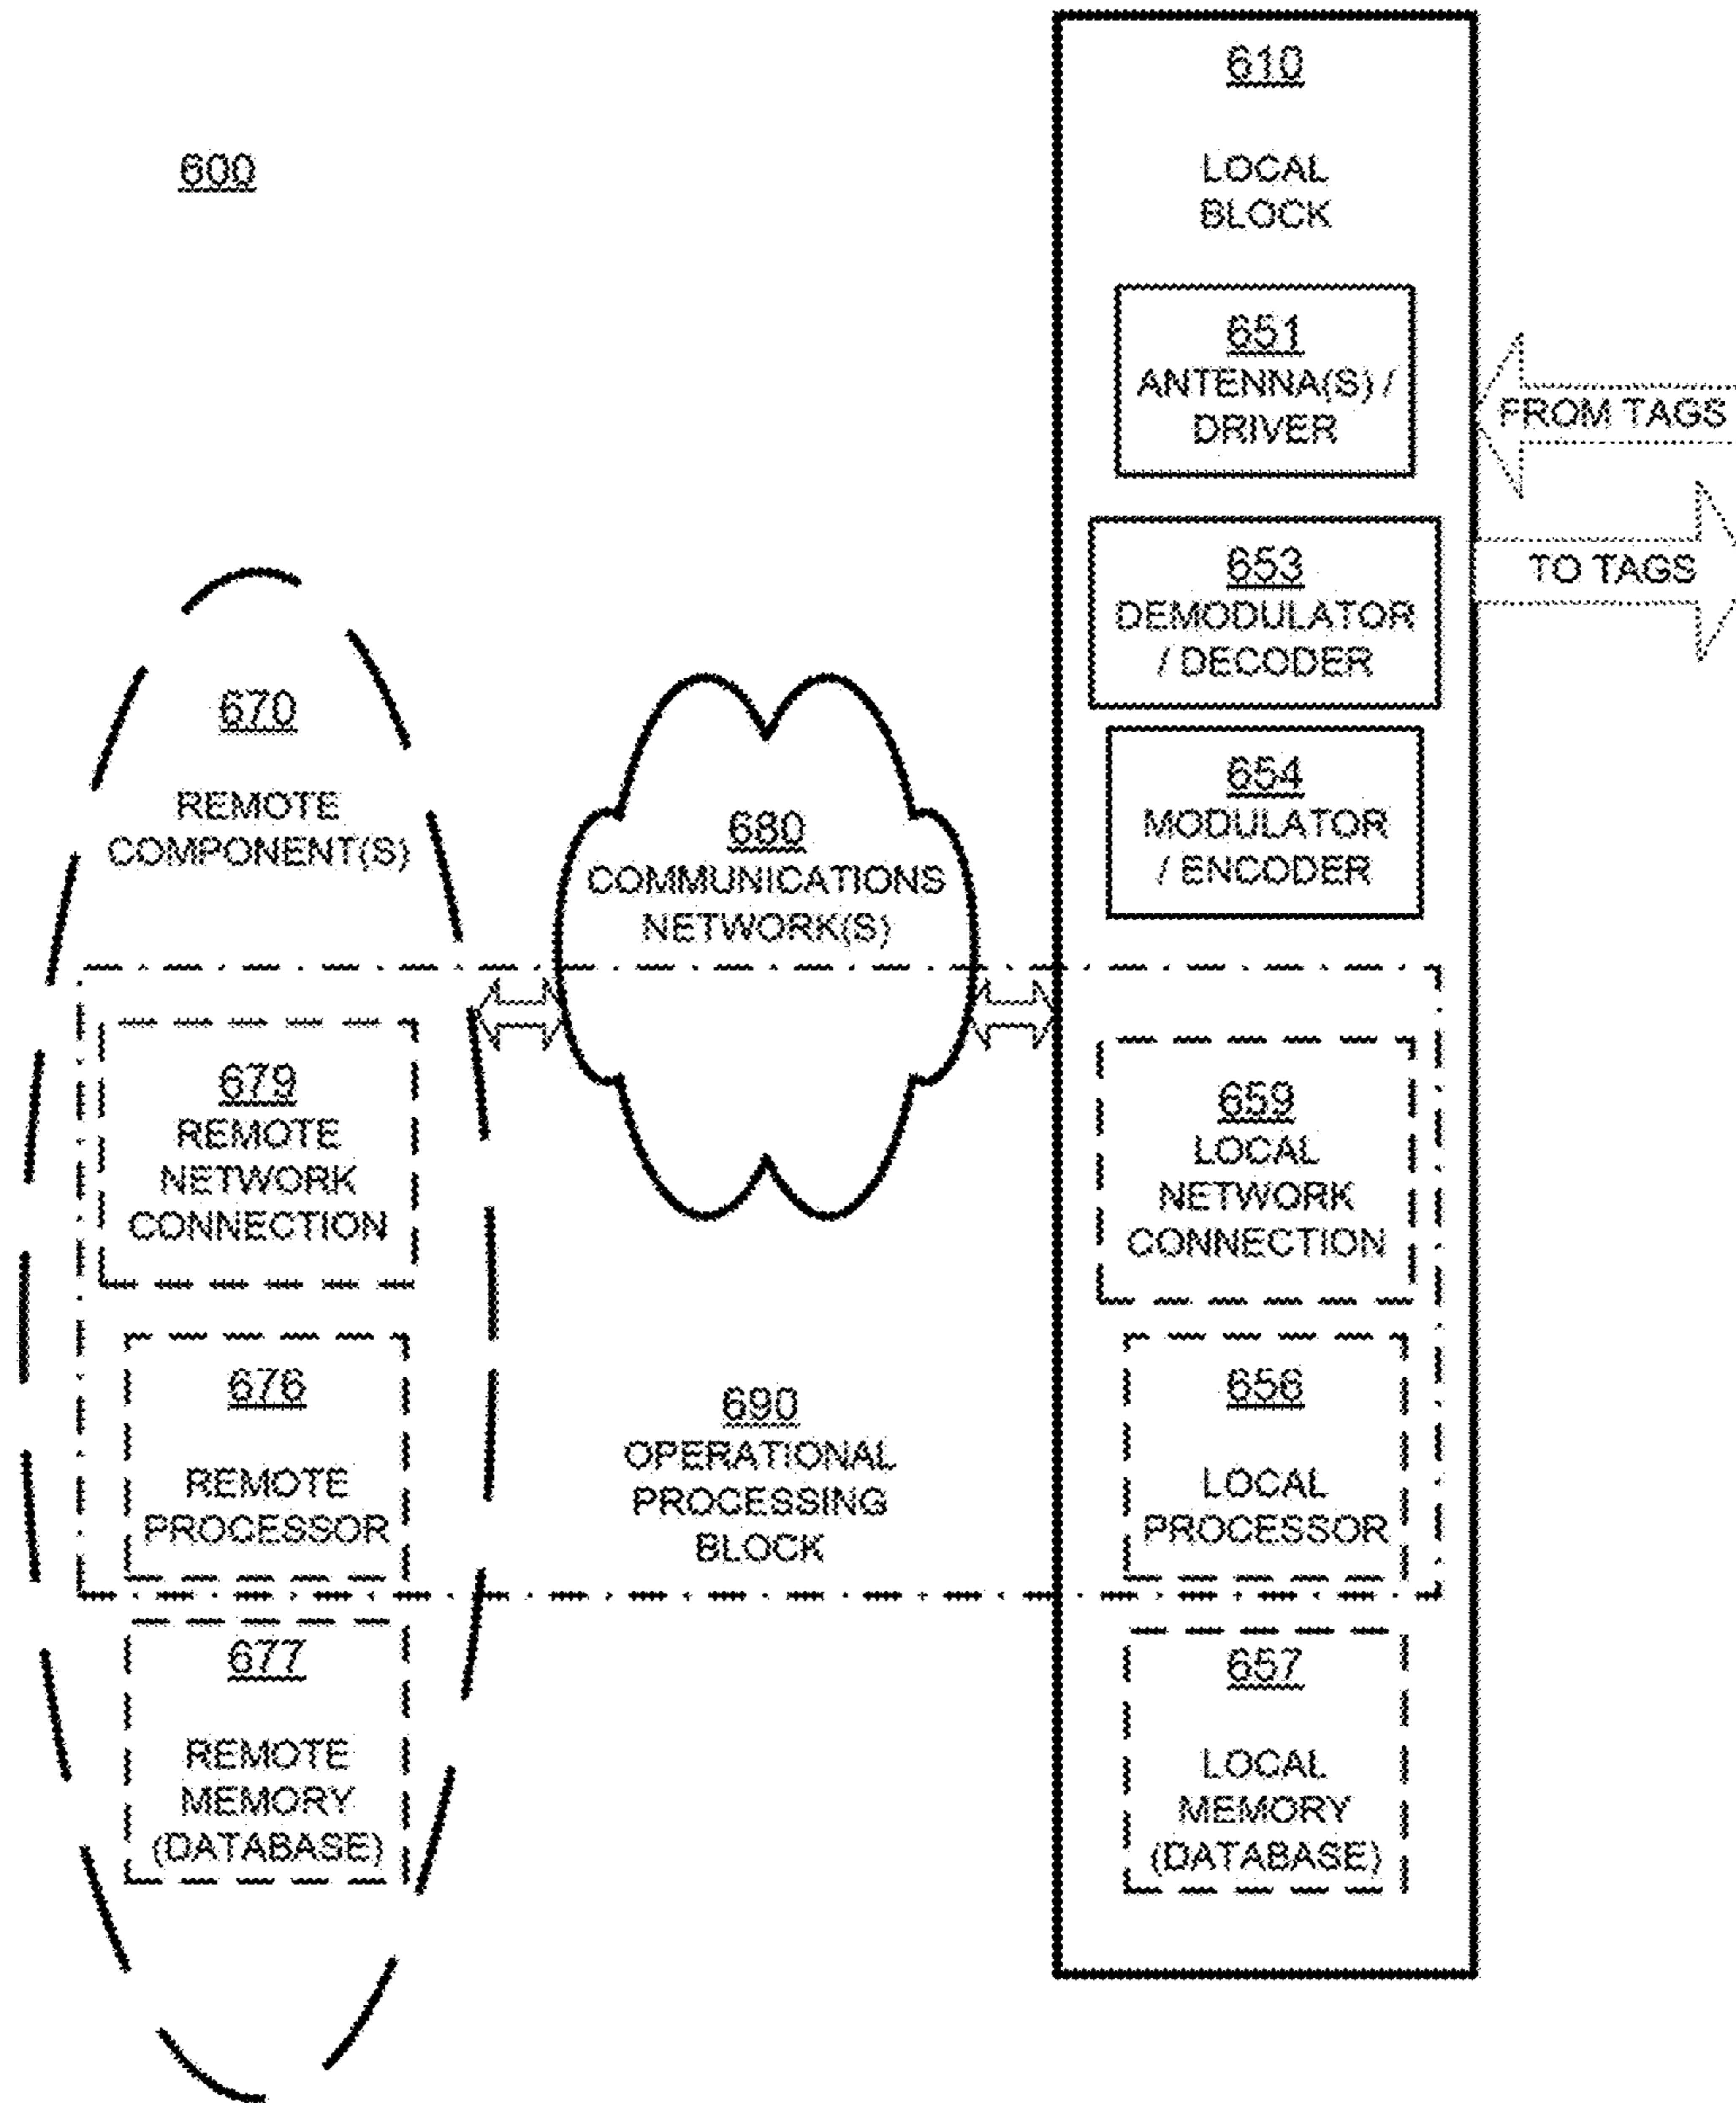 600
610
LOCAL
BLOCK
651
ANTENNA(S) /
DRIVER
FROM TAGS
653
DEMODULATOR
/ DECODER
TO TAGS
654
MODULATOR
/ ENCODER
670
REMOTE
COMPONENT(S)
680
COMMUNICATIONS
NETWORK(S)
679
REMOTE
NETWORK
CONNECTION
659
LOCAL
NETWORK
CONNECTION
676
REMOTE
PROCESSOR
690
OPERATIONAL
PROCESSING
BLOCK
656
LOCAL
PROCESSOR
677
REMOTE
MEMORY
(DATABASE)
657
LOCAL
MEMORY
(DATABASE)